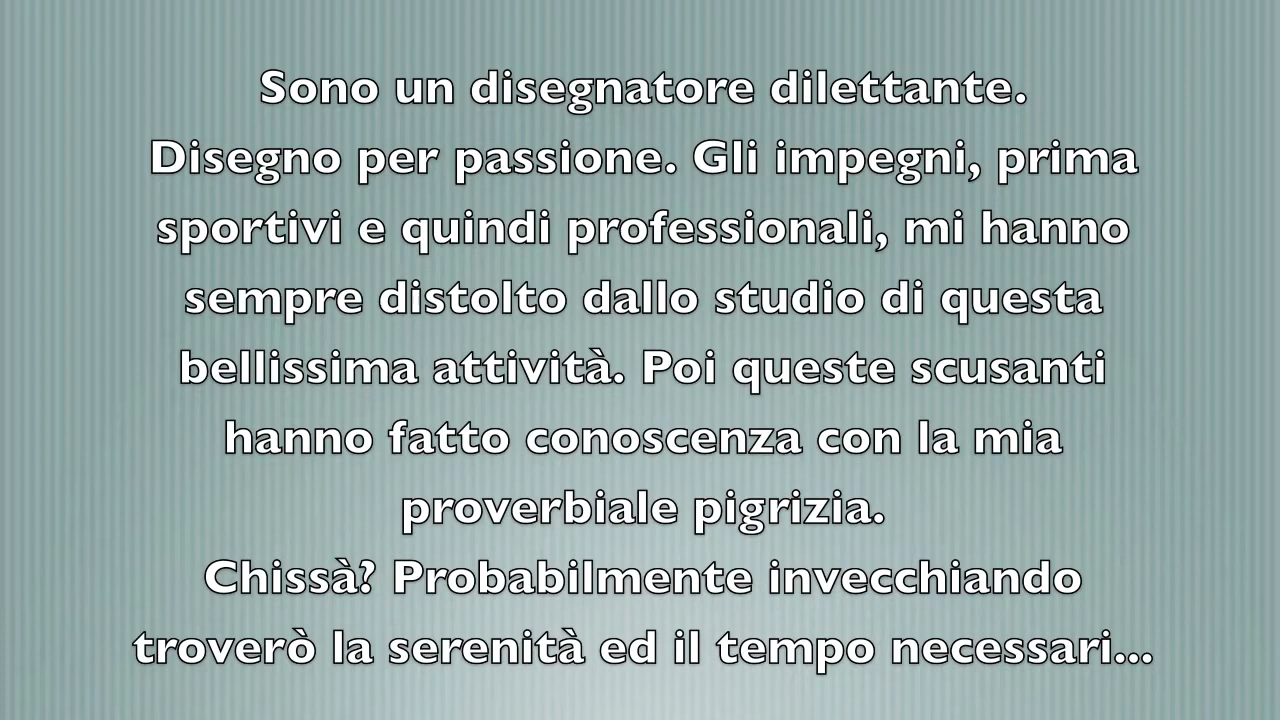 Sono un disegnatore dilettante.
Disegno per passione. Gli impegni, prima
sportivi e quindi professionali, mi hanno
sempre distolto dallo studio di questa
bellissima attività. Poi queste scusanti
hanno fatto conoscenza con la mia
proverbiale pigrizia.
Chissà? Probabilmente invecchiando
troverò la serenità ed il tempo necessari...